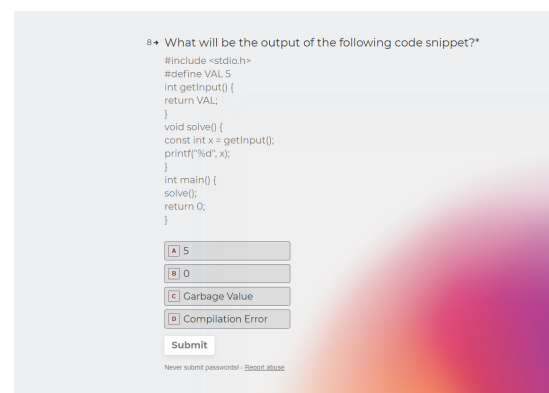 8→ What will be the output of the following code snippet?*
#include <stdio.h>
#define VAL 5
int getInput() {
return VAL;
}
void solve() {
const int x = getInput();
printf("%d", x);
}
int main() {
solve();
return 0;
}
A 5
B 0
C Garbage Value
D Compilation Error
Submit
Never submit passwords! - Report abuse